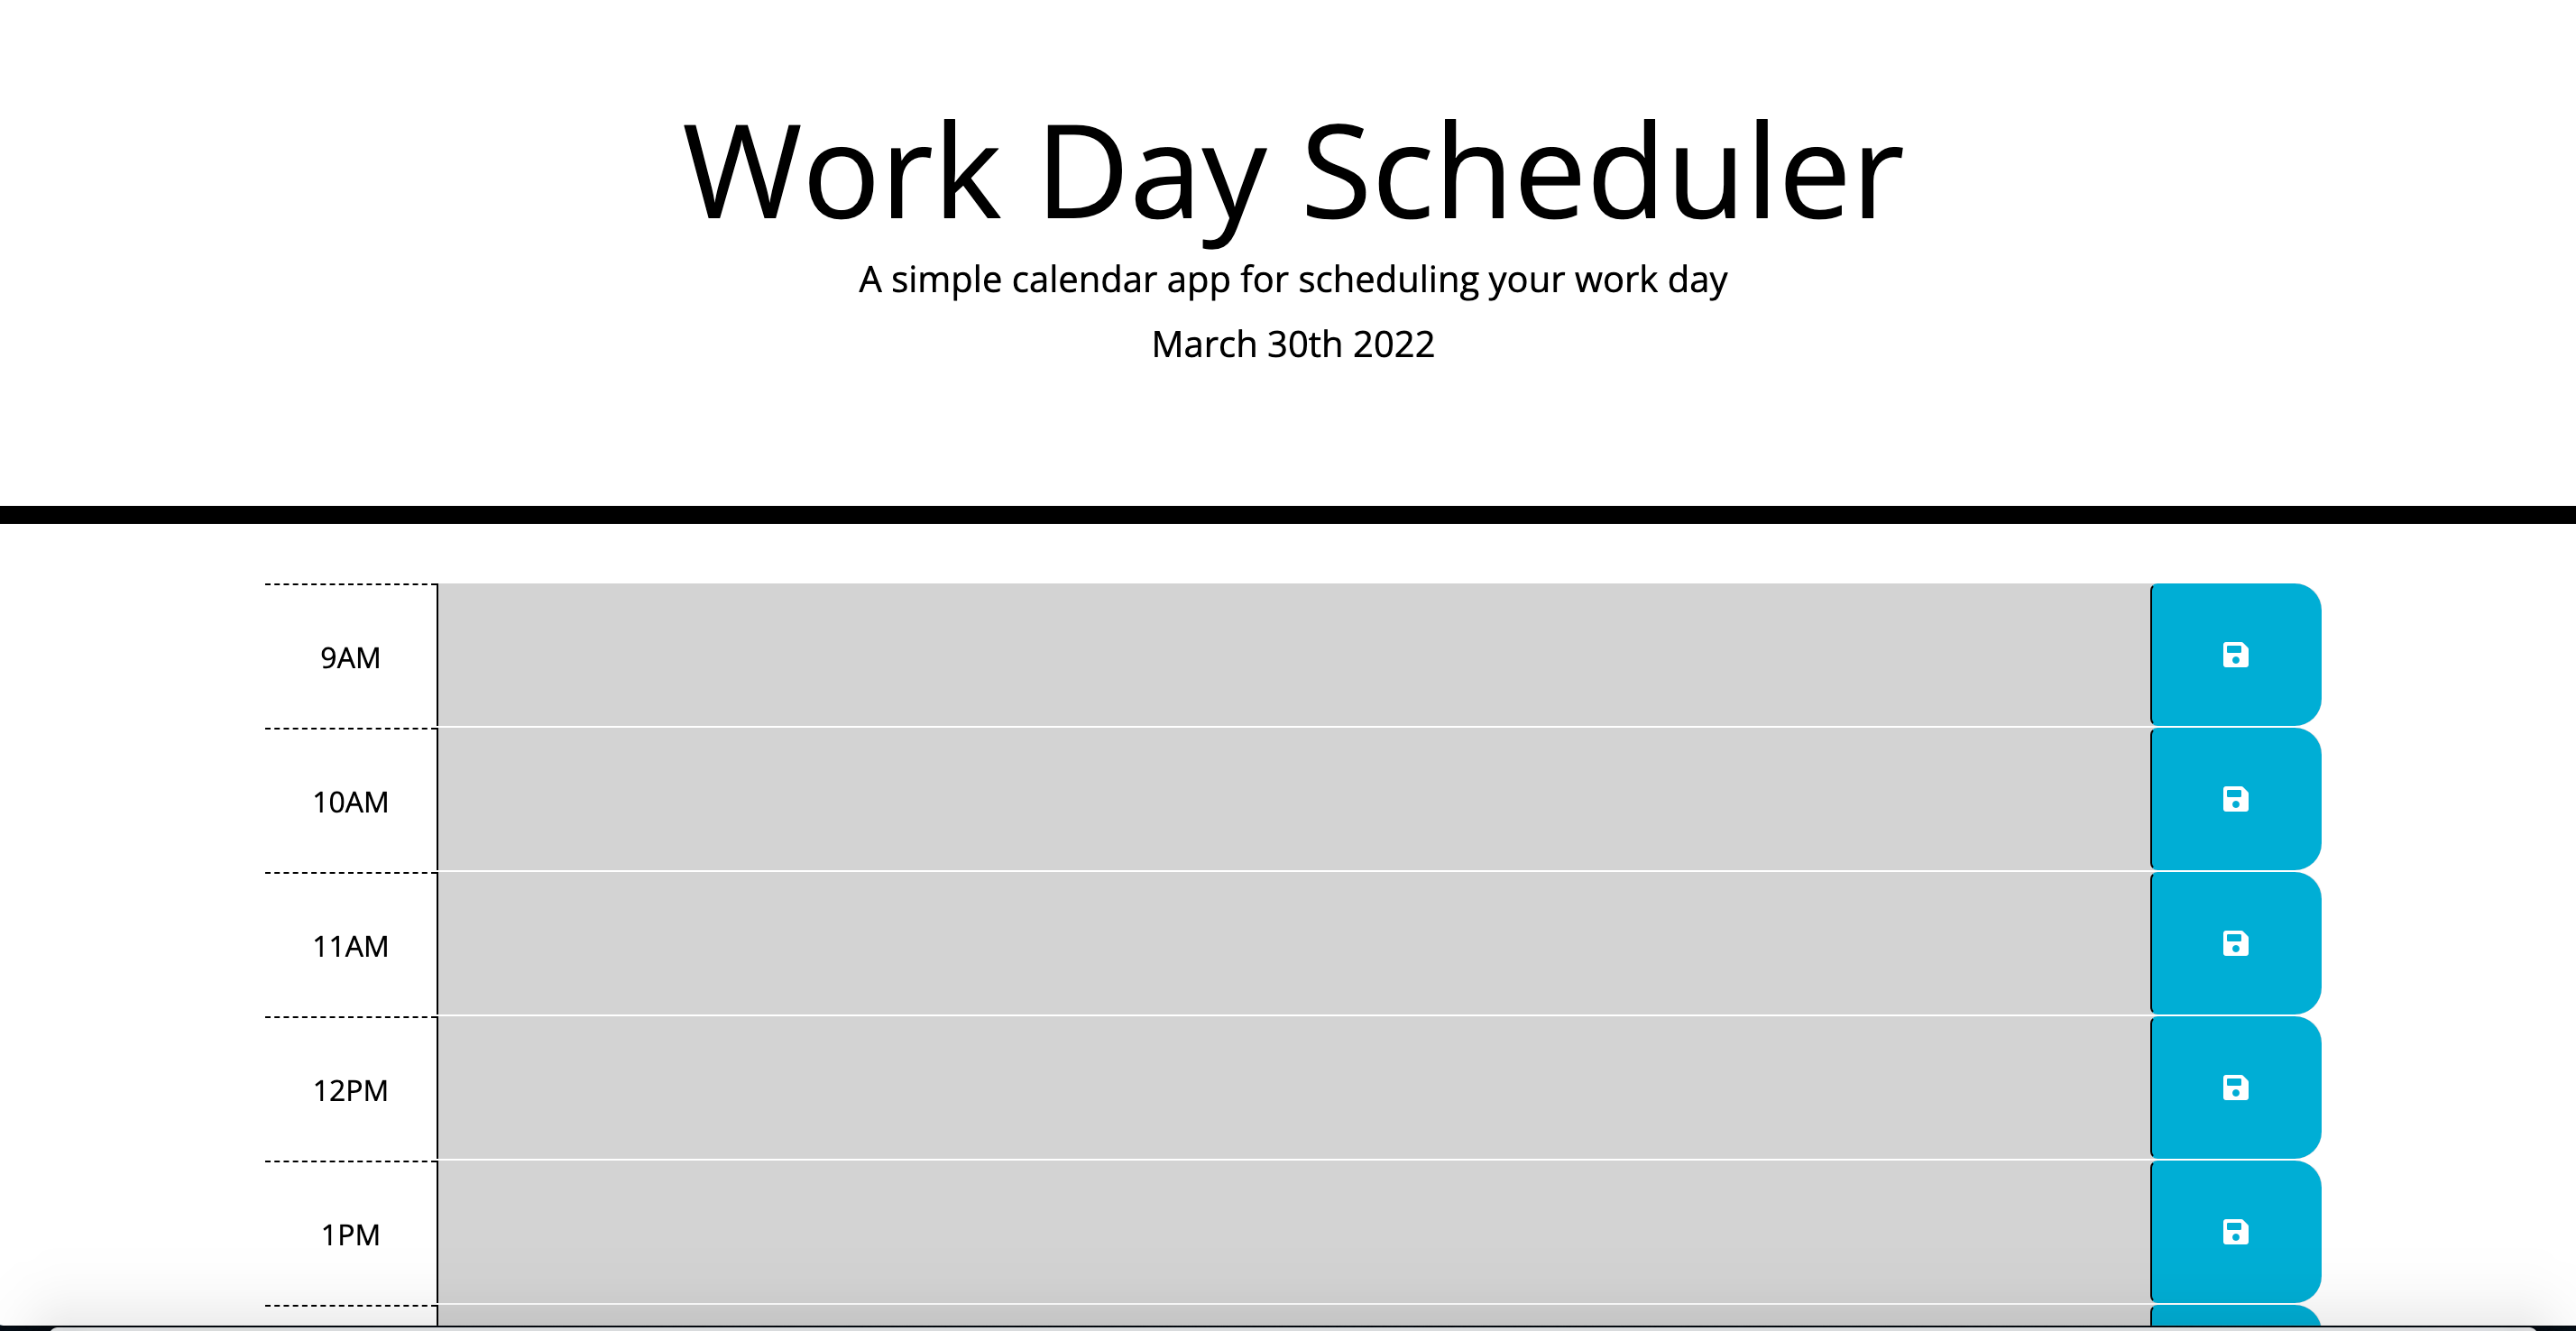 Work Day Scheduler
A simple calendar app for scheduling your work day
March 30th 2022
9AM
10AM
11AM
12PM
1PM